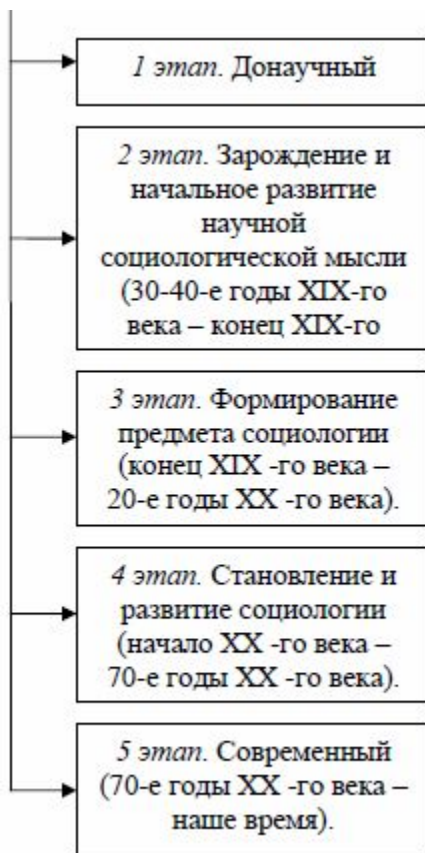 1 этап. Донаучный
2 этап. Зарождение и
начальное развитие
научной
социологической мысли
(30-40-е годы XIX-го
века – конец XIX-го
3 этап. Формирование
предмета социологии
(конец XIX -го века –
20-е годы XX -го века).
4 этап. Становление и
развитие социологии
(начало XX -го века –
70-е годы XX -го века).
5 этап. Современный
(70-е годы XX -го века –
наше время).